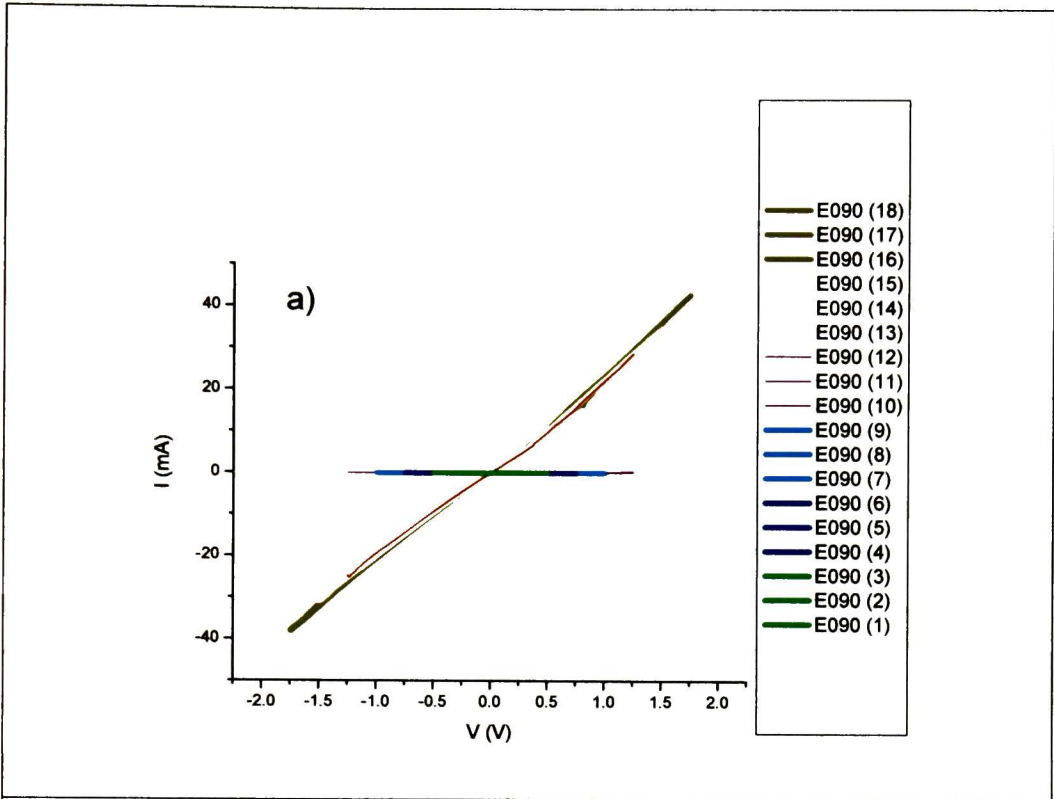 a)
I (mA)
40
20
0
-20
-40
-2.0 -1.5 -1.0 -0.5 0.0 0.5 1.0 1.5 2.0
V (V)
E090 (18)
E090 (17)
E090 (16)
E090 (15)
E090 (14)
E090 (13)
E090 (12)
E090 (11)
E090 (10)
E090 (9)
E090 (8)
E090 (7)
E090 (6)
E090 (5)
E090 (4)
E090 (3)
E090 (2)
E090 (1)